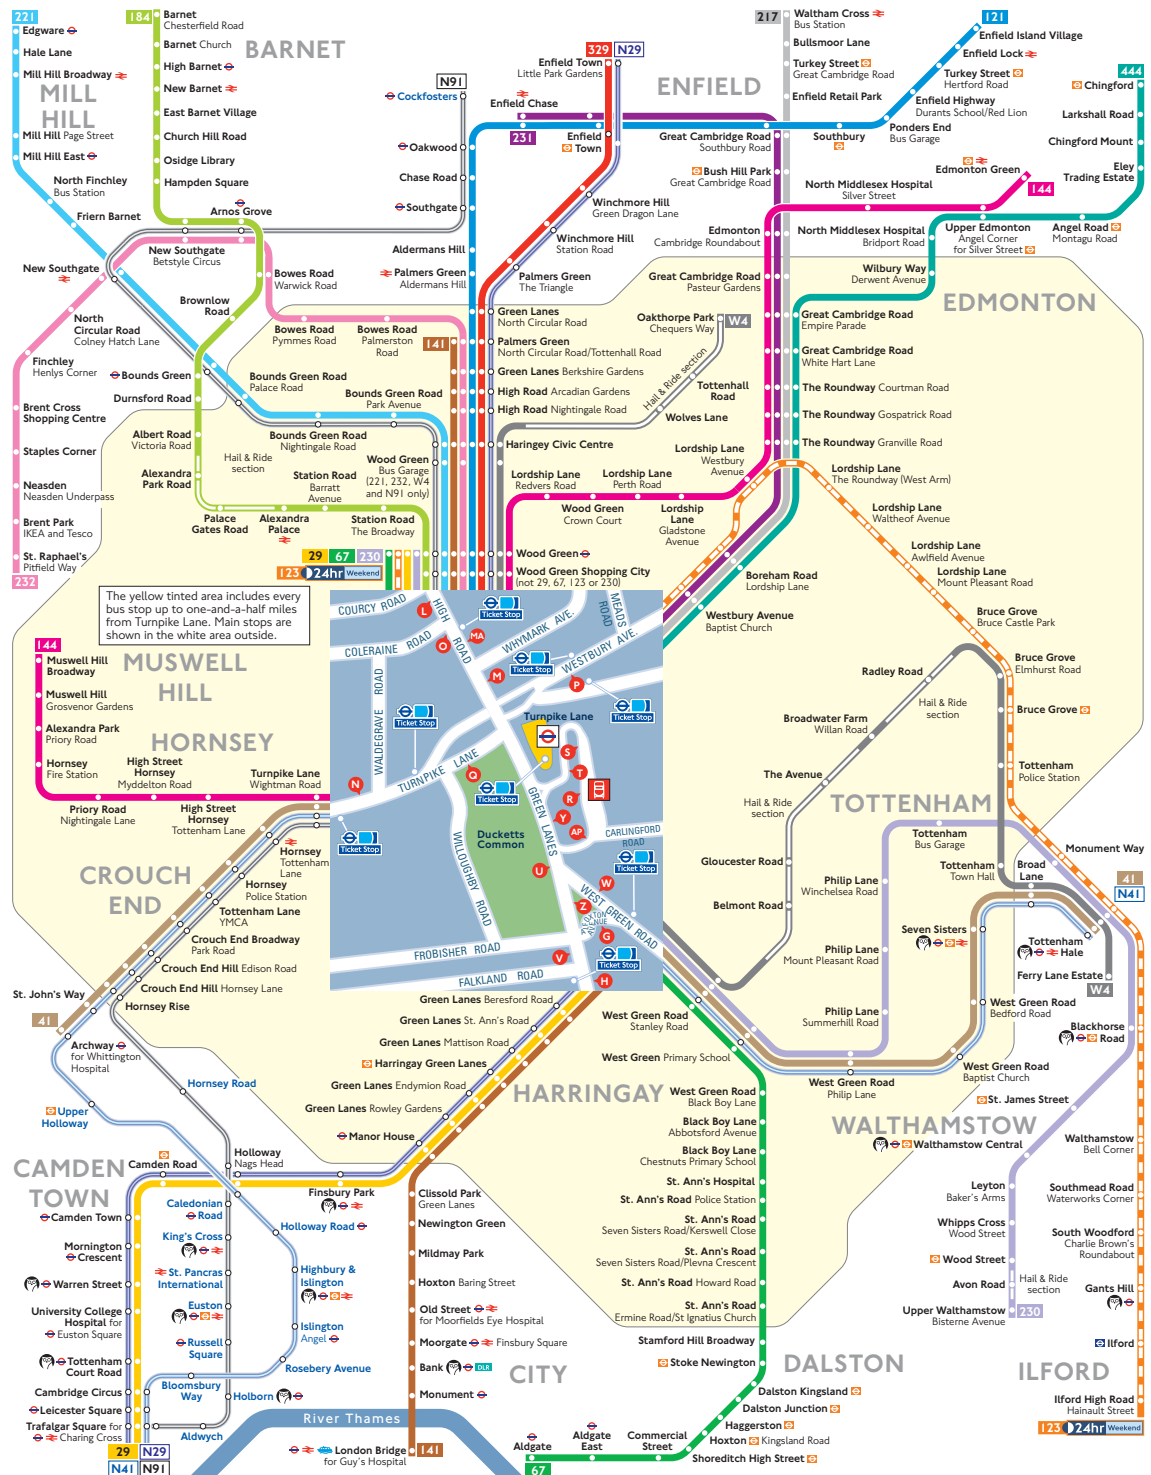 221
Edgware
Hale Lane
Mill Hill Broadway
MILL
HILL
Mill Hill Page Street
Mill Hill East
North Finchley
Bus Station
Friern Barnet
184
Barnet
Chesterfield Road
Barnet Church
High Barnet
New Barnet
East Barnet Village
Church Hill Road
Osidge Library
Hampden Square
Arnos Grove
BARNET
New Southgate
Betstyle Circus
New Southgate
North
Circular Road
Colney Hatch Lane
Finchley
Henlys Corner
Brent Cross
Shopping Centre
Staples Corner
Neasden
Neasden Underpass
Brent Park
IKEA and Tesco
St. Raphael's
Pitfield Way
232
Bowes Road
Warwick Road
Brownlow
Road
Bowes Road
Pymmes Road
Bowes Road
Palmerston
Road
Bounds Green
Durnsford Road
Bounds Green Road
Palace Road
Bounds Green Road
Park Avenue
Bounds Green Road
Nightingale Road
Albert Road
Victoria Road
Hail & Ride
section
Alexandra
Park Road
Palace
Gates Road
Alexandra
Palace
Station Road
Barratt
Avenue
Station Road
The Broadway
Wood Green
Bus Garage
(221, 232, W4
and N91 only)
N91
Cockfosters
Oakwood
Chase Road
Southgate
Aldermans Hill
Palmers Green
Aldermans Hill
141
329
N29
Enfield Town
Little Park Gardens
Enfield Chase
231
Enfield
Town
Winchmore Hill
Green Dragon Lane
Winchmore Hill
Station Road
Palmers Green
The Triangle
Green Lanes
North Circular Road
Palmers Green
North Circular Road/Tottenhall Road
Green Lanes Berkshire Gardens
High Road Arcadian Gardens
High Road Nightingale Road
Haringey Civic Centre
Oakthorpe Park
Chequers Way
W4
Hail & Ride section
Tottenhall
Road
Wolves Lane
Lordship Lane
Redvers Road
Lordship Lane
Perth Road
Wood Green
Crown Court
Lordship
Lane
Gladstone
Avenue
Lordship Lane
Westbury
Avenue
Wood Green
Wood Green Shopping City
(not 29, 67, 123 or 230)
29
67
230
123
24hr
Weekend
ENFIELD
217
Waltham Cross
Bus Station
Bullsmoor Lane
Turkey Street
Great Cambridge Road
Enfield Retail Park
Great Cambridge Road
Southbury Road
Southbury
Bush Hill Park
Great Cambridge Road
121
Enfield Island Village
Enfield Lock
Turkey Street
Hertford Road
Enfield Highway
Durants School/Red Lion
Ponders End
Bus Garage
444
Chingford
Larkshall Road
Chingford Mount
Eley
Trading Estate
Angel Road
Montagu Road
Edmonton Green
144
North Middlesex Hospital
Silver Street
Upper Edmonton
Angel Corner
for Silver Street
Edmonton
Cambridge Roundabout
North Middlesex Hospital
Bridport Road
Wilbury Way
Derwent Avenue
Great Cambridge Road
Pasteur Gardens
EDMONTON
Great Cambridge Road
Empire Parade
Great Cambridge Road
White Hart Lane
The Roundway Courtman Road
The Roundway Gospatrick Road
The Roundway Granville Road
Lordship Lane
The Roundway (West Arm)
Lordship Lane
Waltheof Avenue
Lordship Lane
Awlfield Avenue
Lordship Lane
Mount Pleasant Road
Bruce Grove
Bruce Castle Park
Bruce Grove
Elmhurst Road
Bruce Grove
Tottenham
Police Station
Boreham Road
Lordship Lane
Westbury Avenue
Baptist Church
The yellow tinted area includes every
bus stop up to one-and-a-half miles
from Turnpike Lane. Main stops are
shown in the white area outside.
144
Muswell Hill
Broadway
MUSWELL
HILL
Muswell Hill
Grosvenor Gardens
Alexandra Park
Priory Road
Hornsey
Fire Station
HORNSEY
High Street
Hornsey
Myddelton Road
Turnpike Lane
Wightman Road
Priory Road
Nightingale Lane
High Street
Hornsey
Tottenham Lane
COURCY ROAD
HIGH ROAD
COLERAINE ROAD
WHYMARK AVE.
MEADS ROAD
WESTBURY AVE.
WALDEGRAVE ROAD
TURNPIKE LANE
GREEN LANES
WILLOUGHBY ROAD
CARLINGFORD
ROAD
WEST GREEN ROAD
FROBISHER ROAD
FALKLAND ROAD
Turnpike Lane
Ducketts
Common
Ticket Stop
Ticket Stop
Ticket Stop
Ticket Stop
Ticket Stop
Ticket Stop
Ticket Stop
Ticket Stop
L
MA
O
M
P
N
Q
S
T
R
Y
AP
U
W
Z
G
V
H
CROUCH
END
Hornsey
Tottenham
Lane
Hornsey
Police Station
Tottenham Lane
YMCA
Crouch End Broadway
Park Road
Crouch End Hill Edison Road
Crouch End Hill Hornsey Lane
Hornsey Rise
St. John's Way
41
Archway
for Whittington
Hospital
Hornsey Road
Upper
Holloway
Holloway
Nags Head
Radley Road
Hail & Ride
section
Broadwater Farm
Willan Road
The Avenue
Hail & Ride
section
Gloucester Road
Belmont Road
TOTTENHAM
Tottenham
Bus Garage
Monument Way
Tottenham
Town Hall
Broad
Lane
41
N41
Philip Lane
Winchelsea Road
Philip Lane
Mount Pleasant Road
Philip Lane
Summerhill Road
Seven Sisters
Tottenham
Hale
Ferry Lane Estate
W4
West Green Road
Bedford Road
Blackhorse
Road
West Green Road
Baptist Church
West Green Road
Philip Lane
West Green Road
Stanley Road
West Green Primary School
Green Lanes Beresford Road
Green Lanes St. Ann's Road
Green Lanes Mattison Road
Harringay Green Lanes
Green Lanes Endymion Road
Green Lanes Rowley Gardens
Manor House
HARRINGAY
West Green Road
Black Boy Lane
Black Boy Lane
Abbotsford Avenue
Black Boy Lane
Chestnuts Primary School
St. Ann's Hospital
St. Ann's Road Police Station
St. Ann's Road
Seven Sisters Road/Kerswell Close
St. Ann's Road
Seven Sisters Road/Plevna Crescent
St. Ann's Road Howard Road
St. Ann's Road
Ermine Road/St Ignatius Church
Stamford Hill Broadway
Stoke Newington
DALSTON
Dalston Kingsland
Dalston Junction
Haggerston
Hoxton Kingsland Road
Shoreditch High Street
Commercial
Street
Aldgate
East
Aldgate
67
St. James Street
WALTHAMSTOW
Walthamstow Central
Leyton
Baker's Arms
Whipps Cross
Wood Street
Wood Street
Avon Road
Hail & Ride
section
Upper Walthamstow
Bisterne Avenue
230
Walthamstow
Bell Corner
Southmead Road
Waterworks Corner
South Woodford
Charlie Brown's
Roundabout
Gants Hill
Ilford
ILFORD
Ilford High Road
Hainault Street
123
24hr
Weekend
CAMDEN
TOWN
Camden Road
Camden Town
Mornington
Crescent
Warren Street
University College
Hospital for
Euston Square
Tottenham
Court Road
Cambridge Circus
Leicester Square
Trafalgar Square for
Charing Cross
29
N29
N41
N91
Finsbury Park
Caledonian
Road
King's Cross
St. Pancras
International
Euston
Russell
Square
Bloomsbury
Way
Holborn
Aldwych
Holloway Road
Highbury &
Islington
Islington
Angel
Rosebery Avenue
Clissold Park
Green Lanes
Newington Green
Mildmay Park
Hoxton Baring Street
Old Street
for Moorfields Eye Hospital
Moorgate Finsbury Square
Bank DLR
CITY
Monument
River Thames
London Bridge
for Guy's Hospital
141